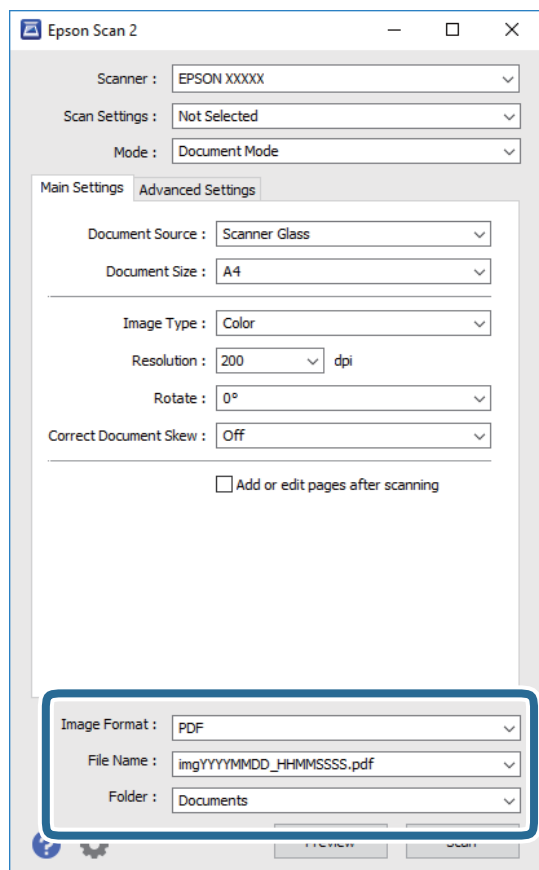 Epson Scan 2
Scanner : EPSON XXXXX
Scan Settings : Not Selected
Mode : Document Mode
Main Settings Advanced Settings
Document Source : Scanner Glass
Document Size : A4
Image Type : Color
Resolution : 200 dpi
Rotate : 0°
Correct Document Skew : Off
Add or edit pages after scanning
Image Format : PDF
File Name : imgYYYYMMDD_HHMMSSSS.pdf
Folder : Documents
? Preview Scan